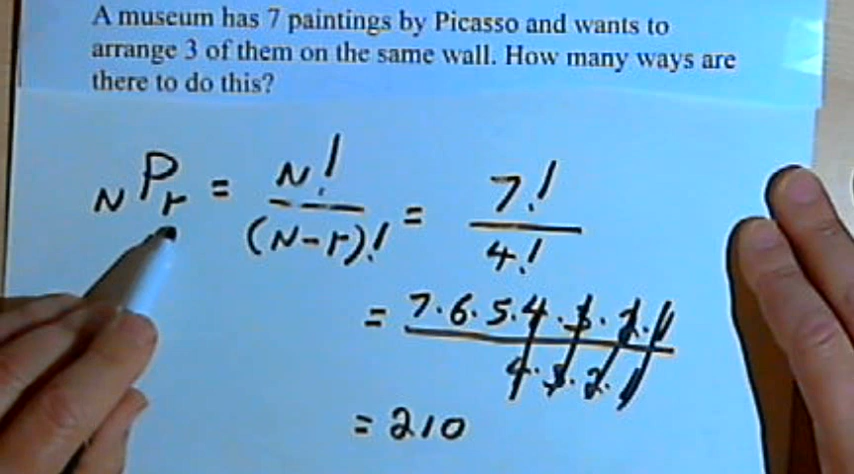 A museum has 7 paintings by Picasso and wants to
arrange 3 of them on the same wall. How many ways are
there to do this?
NPr = N! / (N-r)! = 7! / 4!
= 7·6·5·4·3·2·1 / 4·3·2·1
= 210